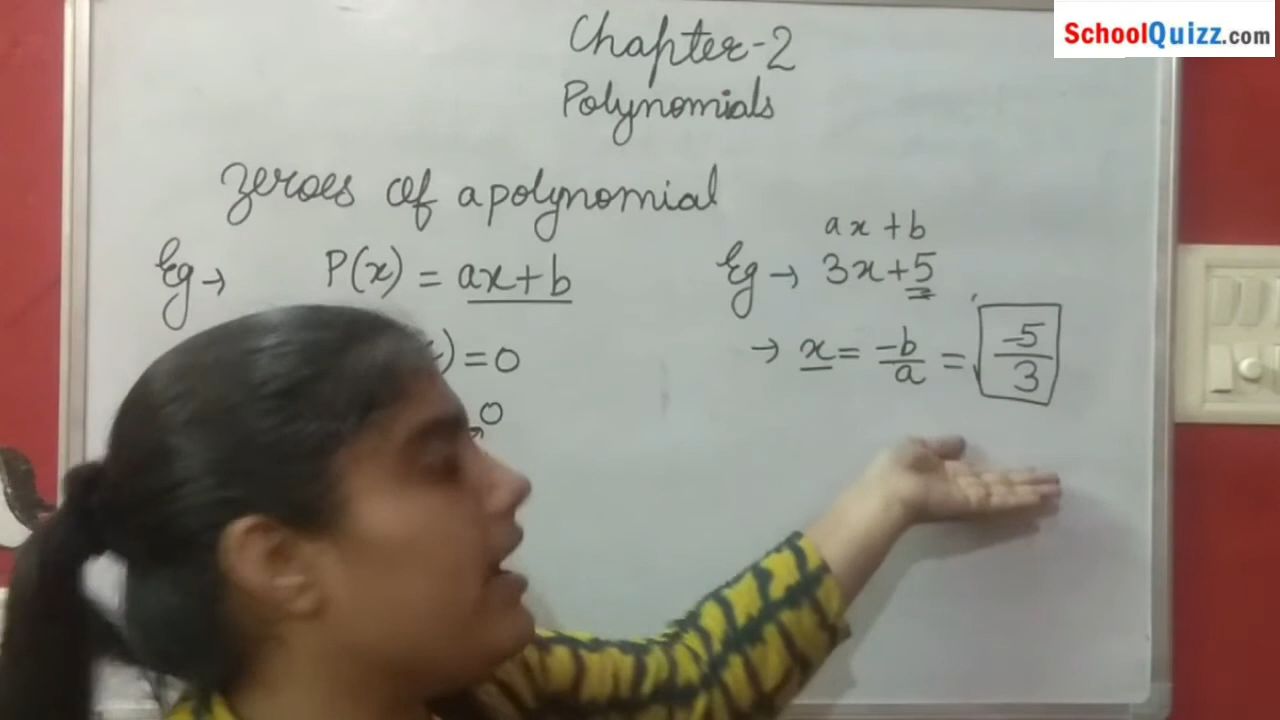 SchoolQuizz.com
Chapter-2
Polynomials
Zeroes of a polynomial
Eg → P(x) = ax + b
) = 0
0
ax + b
Eg → 3x + 5
→ x = -b/a = -5/3